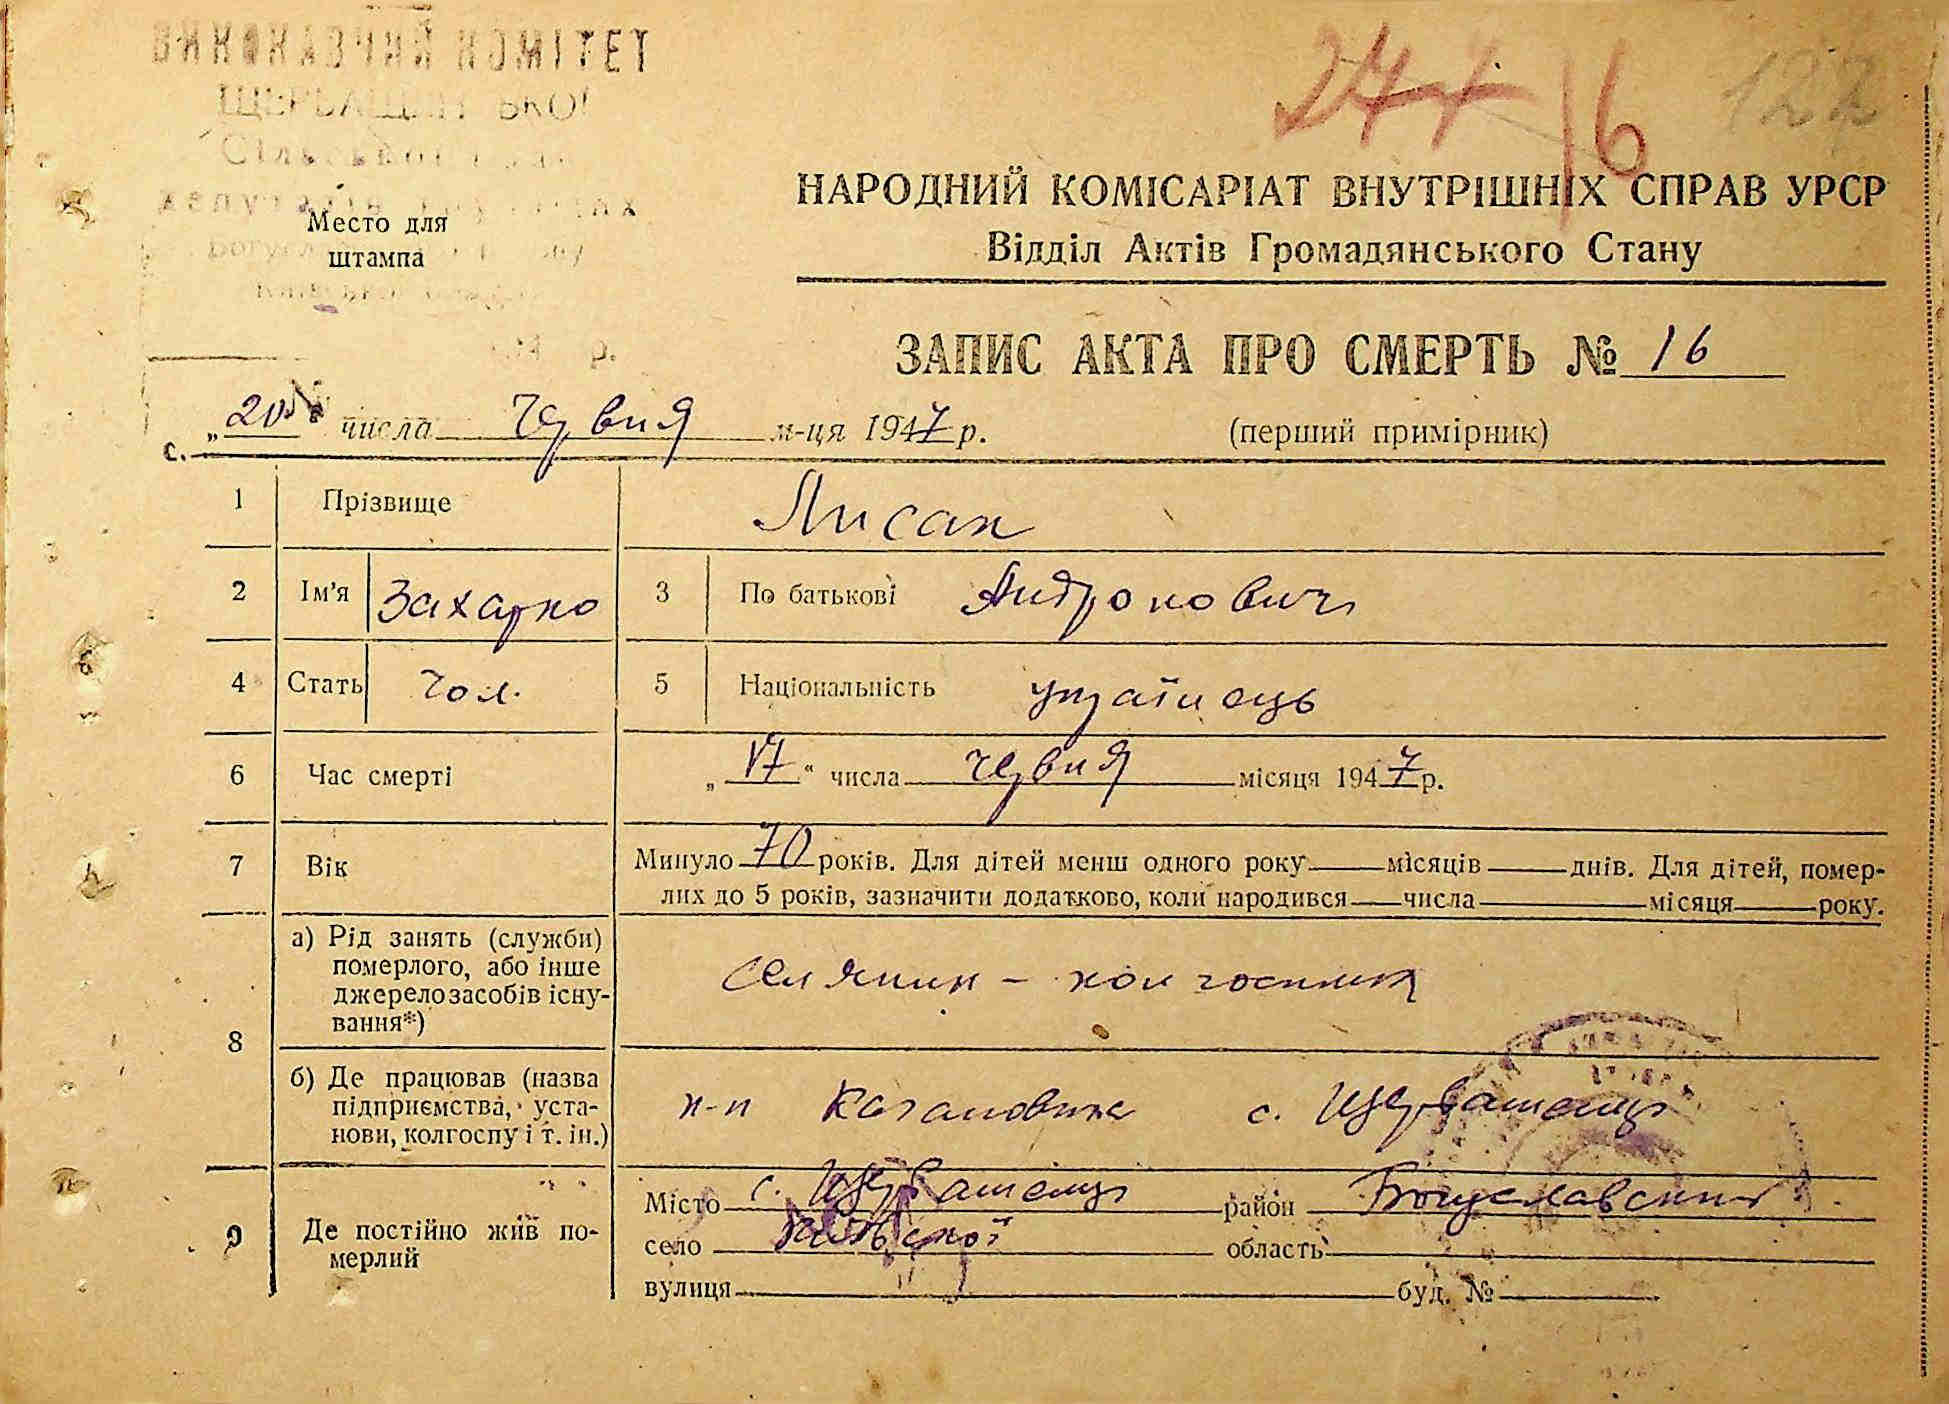 ВИКОНАВЧИЙ КОМІТЕТ
277 16 122
НАРОДНИЙ КОМІСАРІАТ ВНУТРІШНІХ СПРАВ УРСР
Место для
штампа
Відділ Актів Громадянського Стану
ЗАПИС АКТА ПРО СМЕРТЬ № 16
р.
с. „20" числа Червня м-ця 1947 р. (перший примірник)
1 Прізвище Лисак
2 Ім'я Захарко 3 По батькові Андронович
4 Стать чол. 5 Національність українець
6 Час смерті „17" числа червня місяця 1947 р.
7 Вік Минуло 70 років. Для дітей менш одного року місяців днів. Для дітей, помер-
лих до 5 років, зазначити додатково, коли народився числа місяця року.
8 а) Рід занять (служби)
померлого, або інше
джерело засобів існу-
вання*) селянин - колгоспник
б) Де працював (назва
підприємства, уста-
нови, колгоспу і т. ін.) к-п Кагановича с. Щербашенці
9 Де постійно жив по-
мерлий
Місто с. Щербашенці район Богуславський
село Київської область
вулиця буд. №